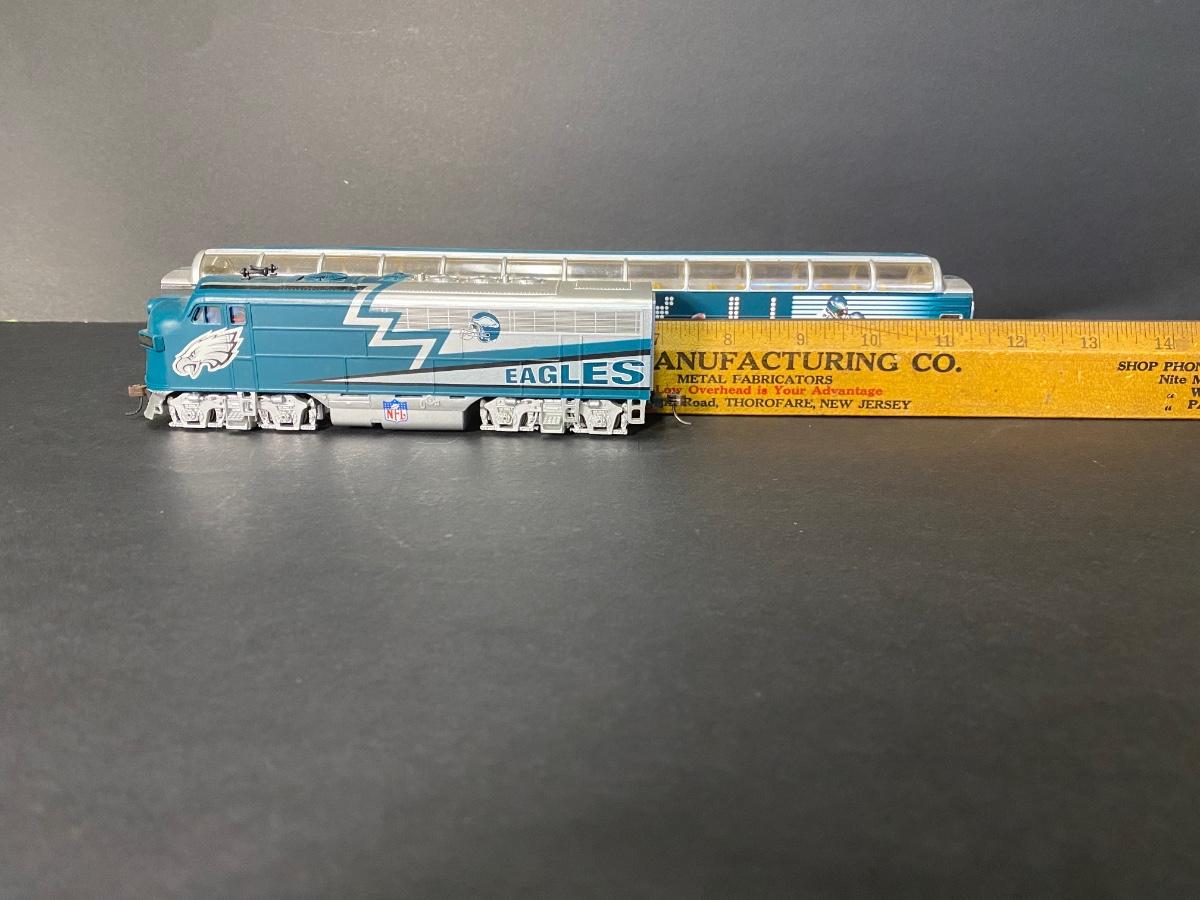 EAGLES
NFL
8 9 10 11 12 13 14
ANUFACTURING CO.
METAL FABRICATORS
Low Overhead is Your Advantage
Road, THOROFARE, NEW JERSEY
SHOP PHON
Nite
"
" P